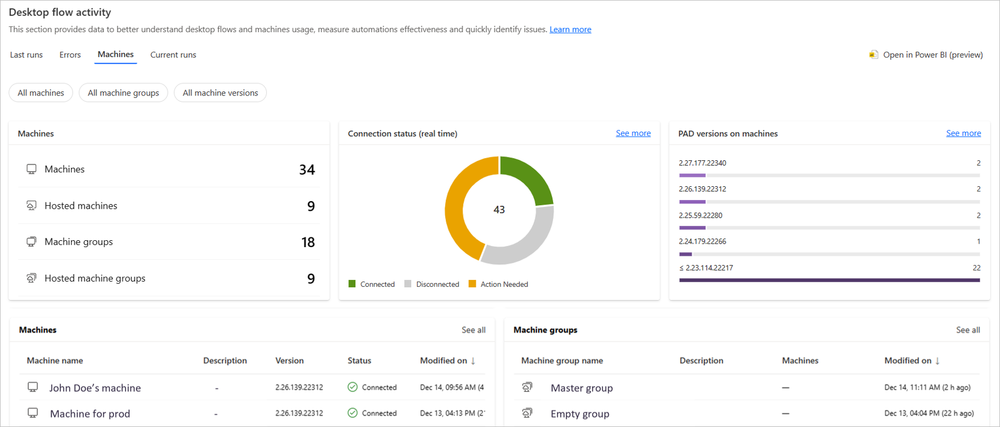 Desktop flow activity
This section provides data to better understand desktop flows and machines usage, measure automations effectiveness and quickly identify issues. Learn more
Last runs Errors Machines Current runs Open in Power BI (preview)
All machines All machine groups All machine versions
Machines
Machines 34
Hosted machines 9
Machine groups 18
Hosted machine groups 9
Connection status (real time) See more
43
Connected Disconnected Action Needed
PAD versions on machines See more
2.27.177.22340 2
2.26.139.22312 2
2.25.59.22280 2
2.24.179.22266 1
≤ 2.23.114.22217 22
Machines See all
Machine name Description Version Status Modified on ↓
John Doe’s machine - 2.26.139.22312 Connected Dec 14, 09:56 AM (4
Machine for prod - 2.26.139.22312 Connected Dec 13, 04:13 PM (2
Machine groups See all
Machine group name Description Machines Modified on ↓
Master group — Dec 14, 11:11 AM (2 h ago)
Empty group — Dec 13, 04:04 PM (22 h ago)